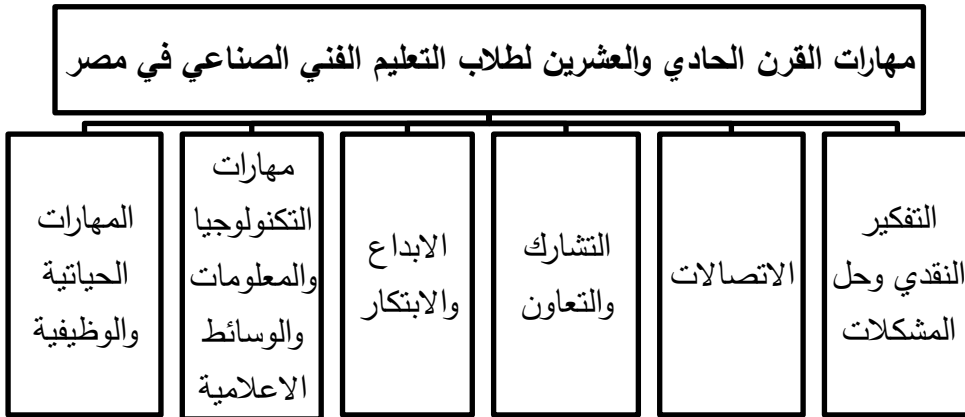 مهارات القرن الحادي والعشرين لطلاب التعليم الفني الصناعي في مصر
التفكير
النقدي وحل
المشكلات
الاتصالات
التشارك
والتعاون
الابداع
والابتكار
مهارات
التكنولوجيا
والمعلومات
والوسائط
الاعلامية
المهارات
الحياتية
والوظيفية